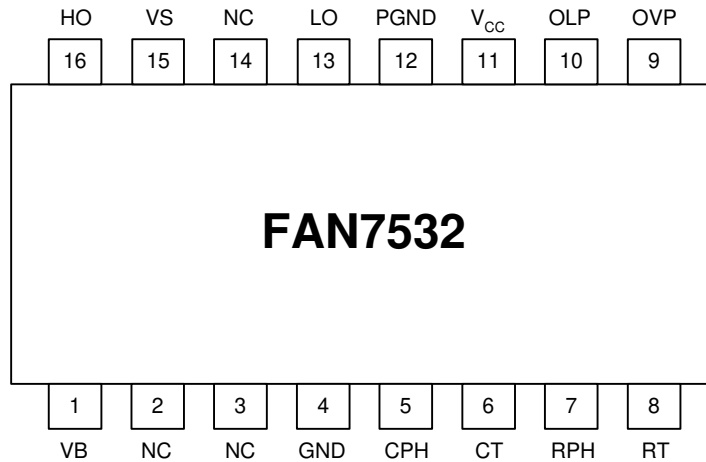 HO VS NC LO PGND VCC OLP OVP
16 15 14 13 12 11 10 9
FAN7532
1 2 3 4 5 6 7 8
VB NC NC GND CPH CT RPH RT